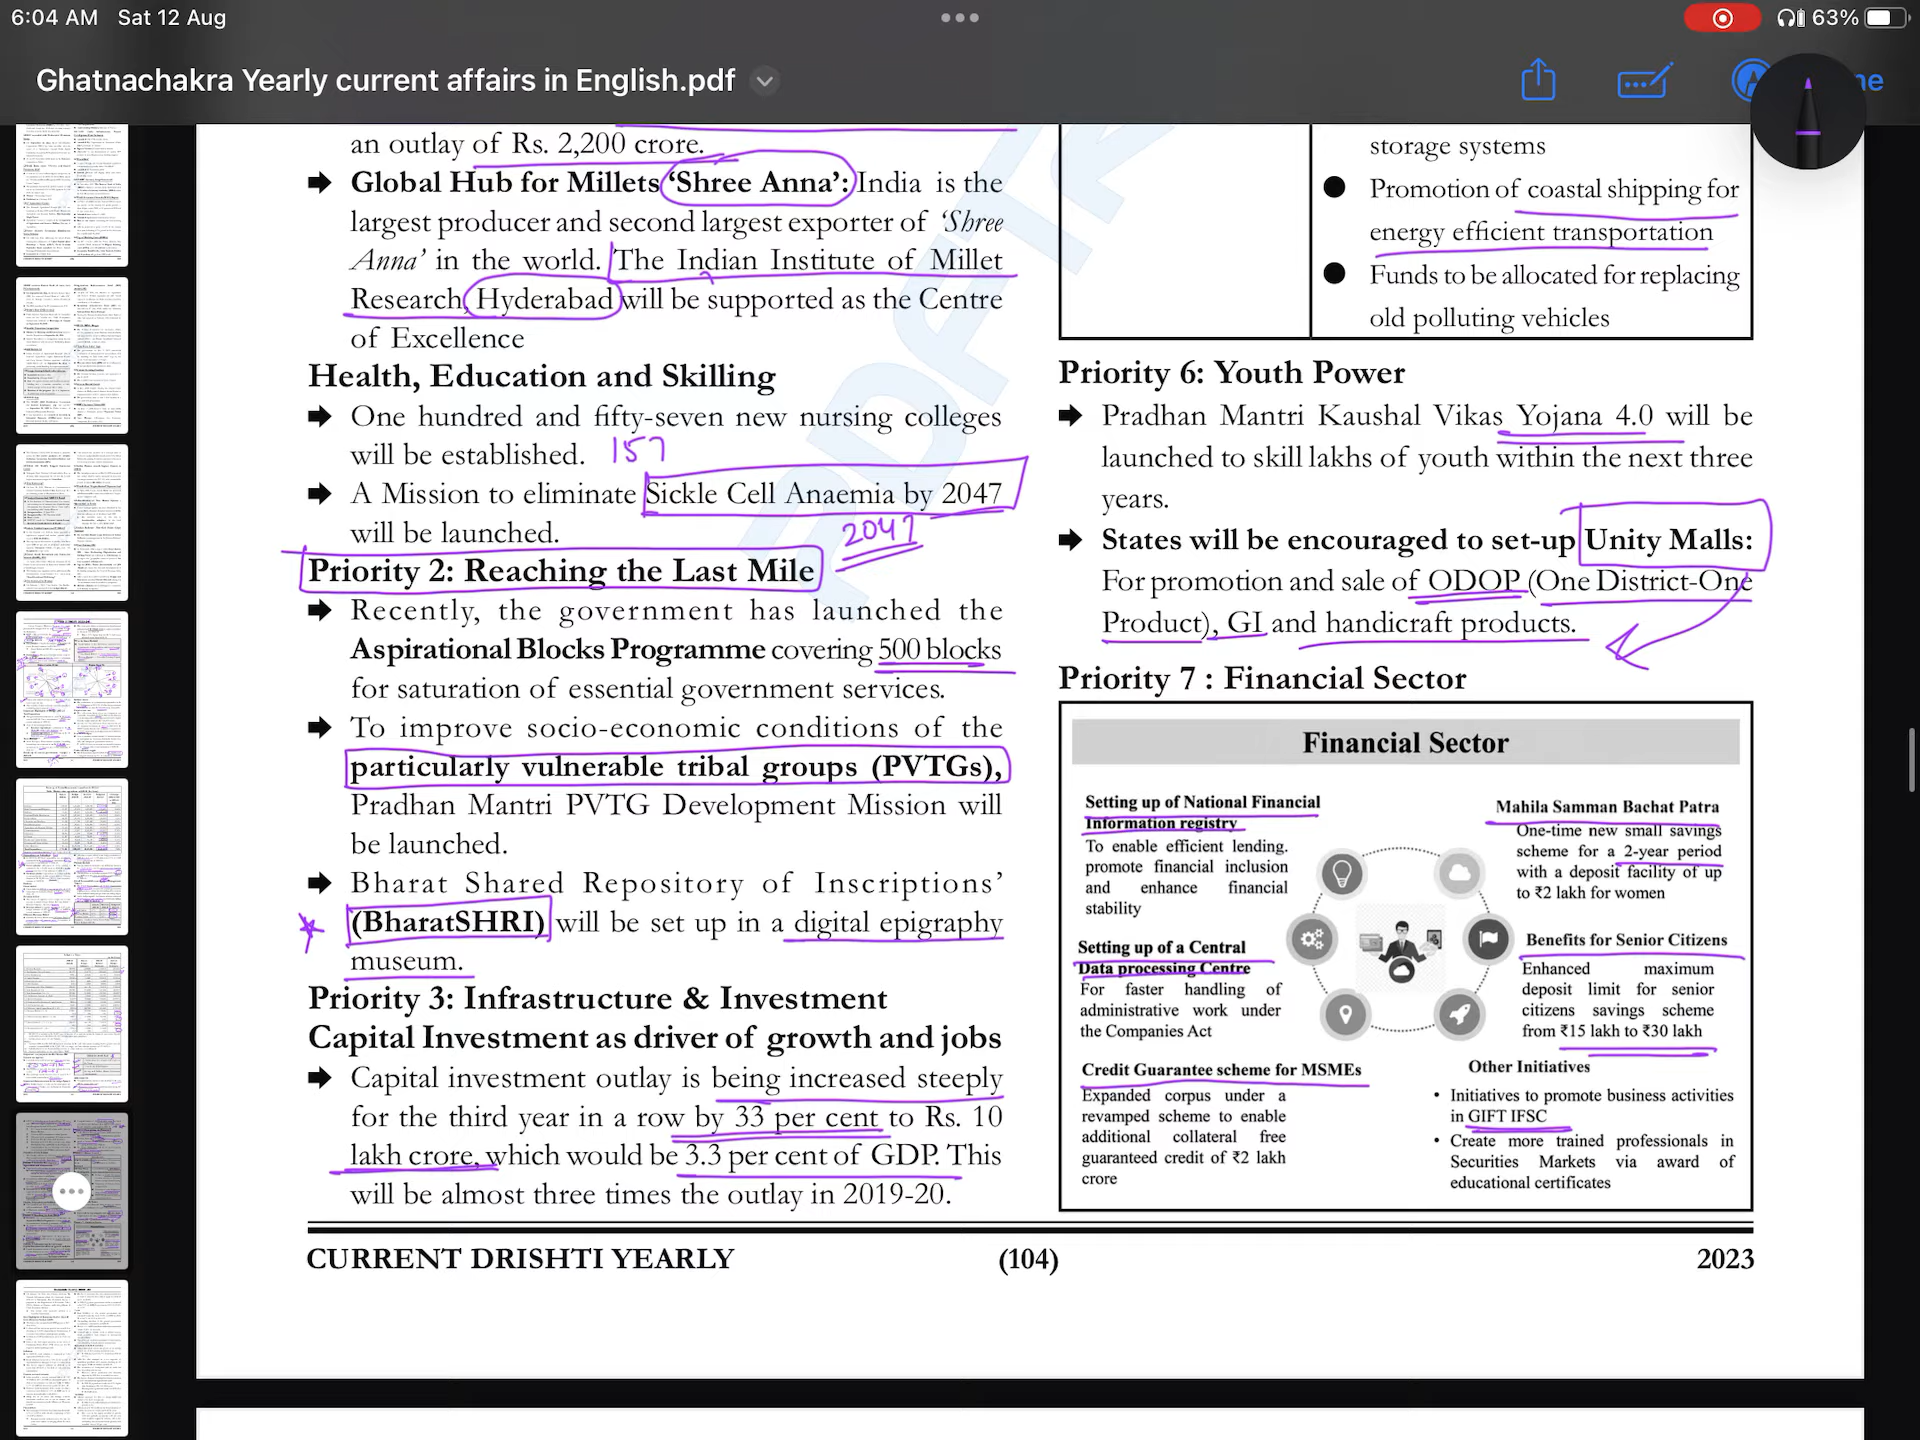 6:04 AM Sat 12 Aug
63%
Ghatnachakra Yearly current affairs in English.pdf
an outlay of Rs. 2,200 crore.
Global Hub for Millets ‘Shree Anna’: India is the
largest producer and second largest exporter of ‘Shree
Anna’ in the world. The Indian Institute of Millet
Research, Hyderabad will be supported as the Centre
of Excellence
Health, Education and Skilling
One hundred and fifty-seven new nursing colleges
will be established. 157
A Mission to eliminate Sickle Cell Anaemia by 2047
will be launched.
2047
Priority 2: Reaching the Last Mile
Recently, the government has launched the
Aspirational Blocks Programme covering 500 blocks
for saturation of essential government services.
To improve socio-economic conditions of the
particularly vulnerable tribal groups (PVTGs),
Pradhan Mantri PVTG Development Mission will
be launched.
Bharat Shared Repository of Inscriptions’
(BharatSHRI) will be set up in a digital epigraphy
museum.
Priority 3: Infrastructure & Investment
Capital Investment as driver of growth and jobs
Capital investment outlay is being increased steeply
for the third year in a row by 33 per cent to Rs. 10
lakh crore, which would be 3.3 per cent of GDP. This
will be almost three times the outlay in 2019-20.
storage systems
● Promotion of coastal shipping for
energy efficient transportation
● Funds to be allocated for replacing
old polluting vehicles
Priority 6: Youth Power
Pradhan Mantri Kaushal Vikas Yojana 4.0 will be
launched to skill lakhs of youth within the next three
years.
States will be encouraged to set-up Unity Malls:
For promotion and sale of ODOP (One District-One
Product), GI and handicraft products.
Priority 7 : Financial Sector
Financial Sector
Setting up of National Financial
Information registry
To enable efficient lending.
promote financial inclusion
and enhance financial
stability
Setting up of a Central
Data processing Centre
For faster handling of
administrative work under
the Companies Act
Credit Guarantee scheme for MSMEs
Expanded corpus under a
revamped scheme to enable
additional collateral free
guaranteed credit of ₹2 lakh
crore
Mahila Samman Bachat Patra
One-time new small savings
scheme for a 2-year period
with a deposit facility of up
to ₹2 lakh for women
Benefits for Senior Citizens
Enhanced maximum
deposit limit for senior
citizens savings scheme
from ₹15 lakh to ₹30 lakh
Other Initiatives
• Initiatives to promote business activities
in GIFT IFSC
• Create more trained professionals in
Securities Markets via award of
educational certificates
CURRENT DRISHTI YEARLY (104) 2023